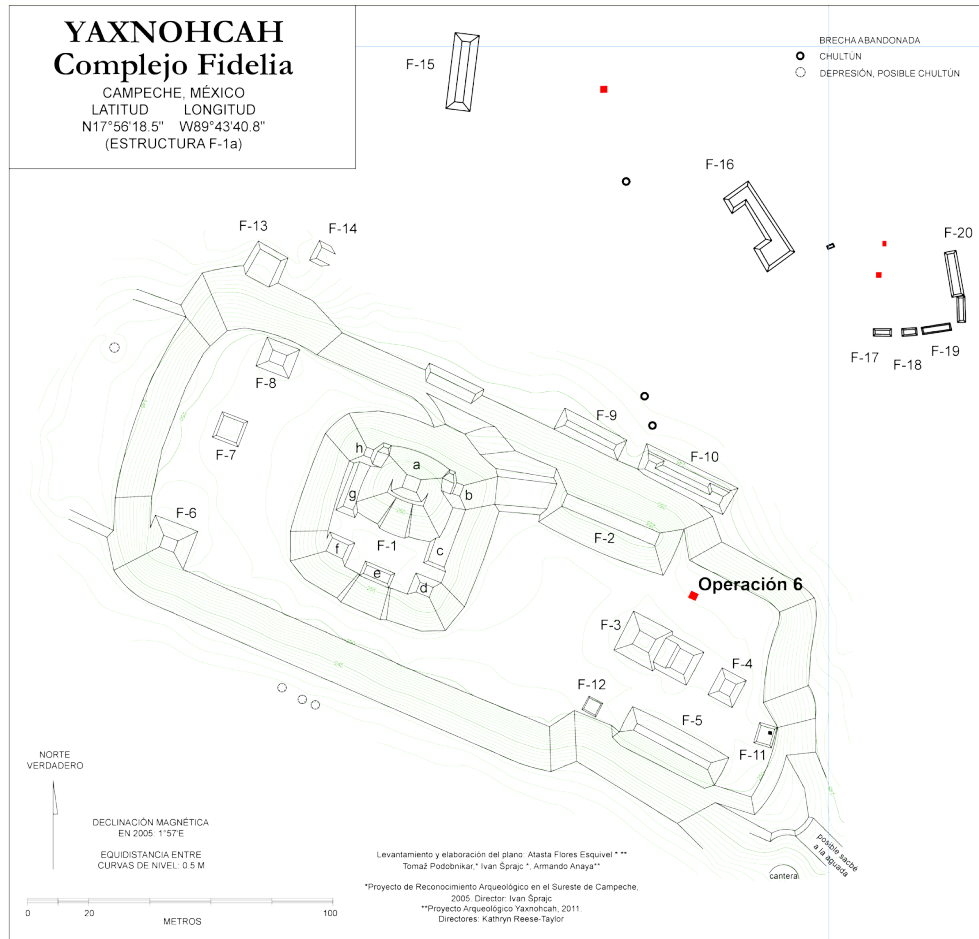 YAXNOHCAH
Complejo Fidelia
CAMPECHE, MÉXICO
LATITUD LONGITUD
N17°56'18.5" W89°43'40.8"
(ESTRUCTURA F-1a)
BRECHA ABANDONADA
CHULTÚN
DEPRESIÓN, POSIBLE CHULTÚN
F-15
F-16
F-13
F-14
F-20
F-17
F-18
F-19
F-8
F-7
F-9
F-10
F-6
h
a
b
g
F-1
c
f
e
d
F-2
Operación 6
F-3
F-4
F-12
F-5
F-11
posible sacbé
a la aguada
cantera
NORTE
VERDADERO
DECLINACIÓN MAGNÉTICA
EN 2005: 1°57'E
EQUIDISTANCIA ENTRE
CURVAS DE NIVEL: 0.5 M
0 20 100
METROS
Levantamiento y elaboración del plano: Atasta Flores Esquivel * **
Tomaž Podobnikar,* Ivan Šprajc *, Armando Anaya**
*Proyecto de Reconocimiento Arqueológico en el Sureste de Campeche,
2005. Director: Ivan Šprajc
**Proyecto Arqueológico Yaxnohcah, 2011.
Directores: Kathryn Reese-Taylor